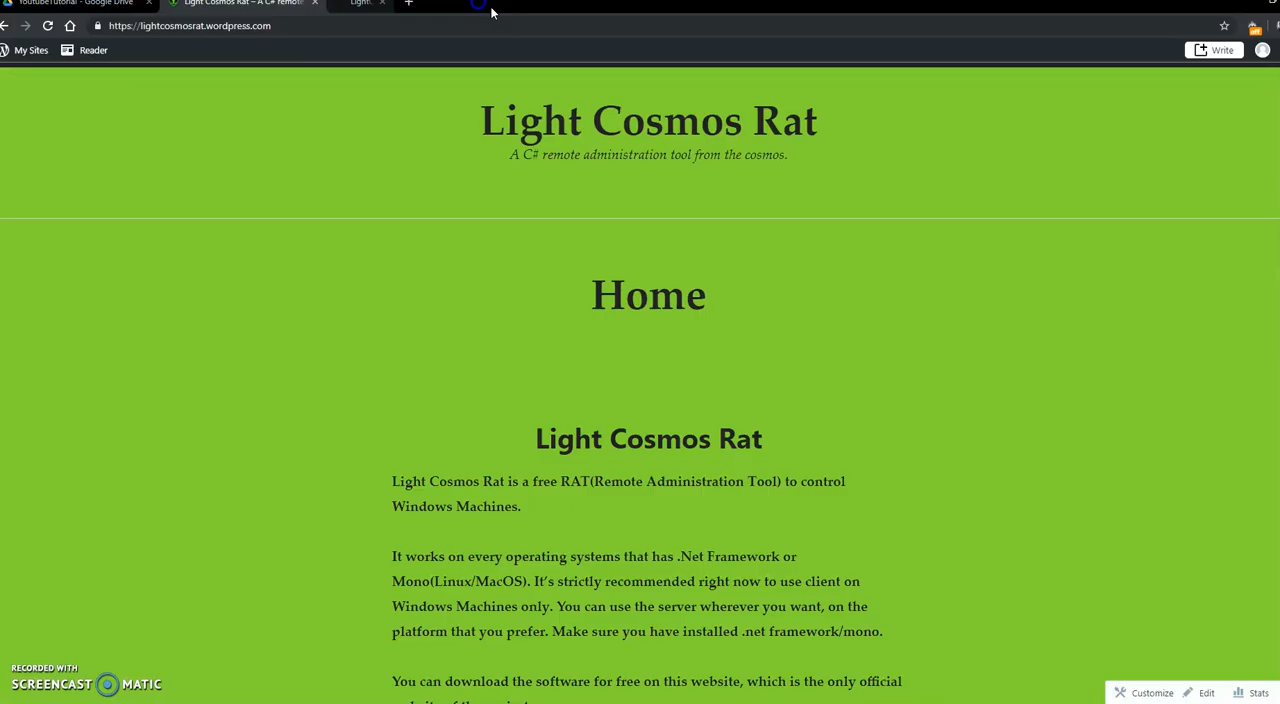 YoutubeTutorial - Google Drive
Light Cosmos Rat – A C# remote
Light
https://lightcosmosrat.wordpress.com
off
My Sites
Reader
Write
Light Cosmos Rat
A C# remote administration tool from the cosmos.
Home
Light Cosmos Rat
Light Cosmos Rat is a free RAT(Remote Administration Tool) to control
Windows Machines.
It works on every operating systems that has .Net Framework or
Mono(Linux/MacOS). It’s strictly recommended right now to use client on
Windows Machines only. You can use the server wherever you want, on the
platform that you prefer. Make sure you have installed .net framework/mono.
You can download the software for free on this website, which is the only official
RECORDED WITH
SCREENCAST MATIC
Customize
Edit
Stats